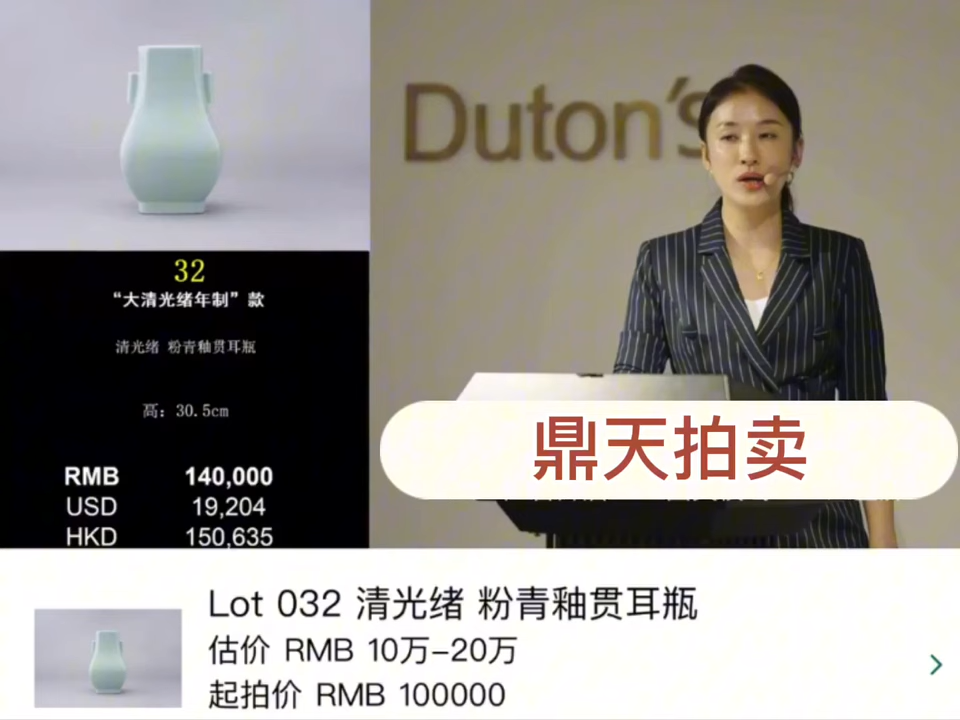 Duton's
32
“大清光绪年制”款
清光绪 粉青釉贯耳瓶
高：30.5cm
RMB 140,000
USD 19,204
HKD 150,635
鼎天拍卖
Lot 032 清光绪 粉青釉贯耳瓶
估价 RMB 10万-20万
起拍价 RMB 100000